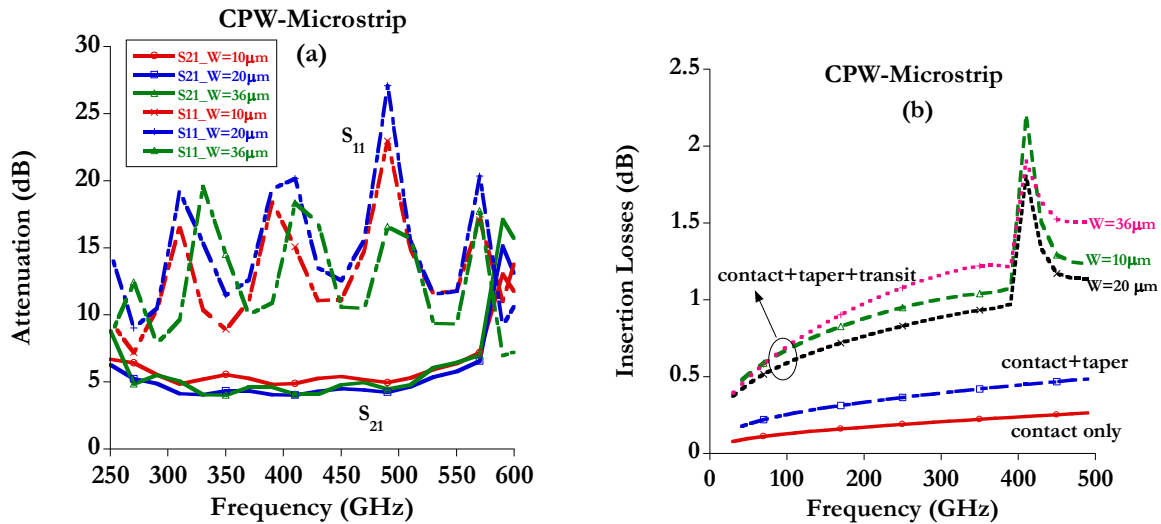 CPW-Microstrip
(a)
30
25
20
15
10
5
0
Attenuation (dB)
S21_W=10μm
S21_W=20μm
S21_W=36μm
S11_W=10μm
S11_W=20μm
S11_W=36μm
S11
S21
250 300 350 400 450 500 550 600
Frequency (GHz)
CPW-Microstrip
(b)
2.5
2
1.5
1
0.5
0
Insertion Losses (dB)
W=36μm
W=10μm
W=20 μm
contact+taper+transit
contact+taper
contact only
0 100 200 300 400 500
Frequency (GHz)